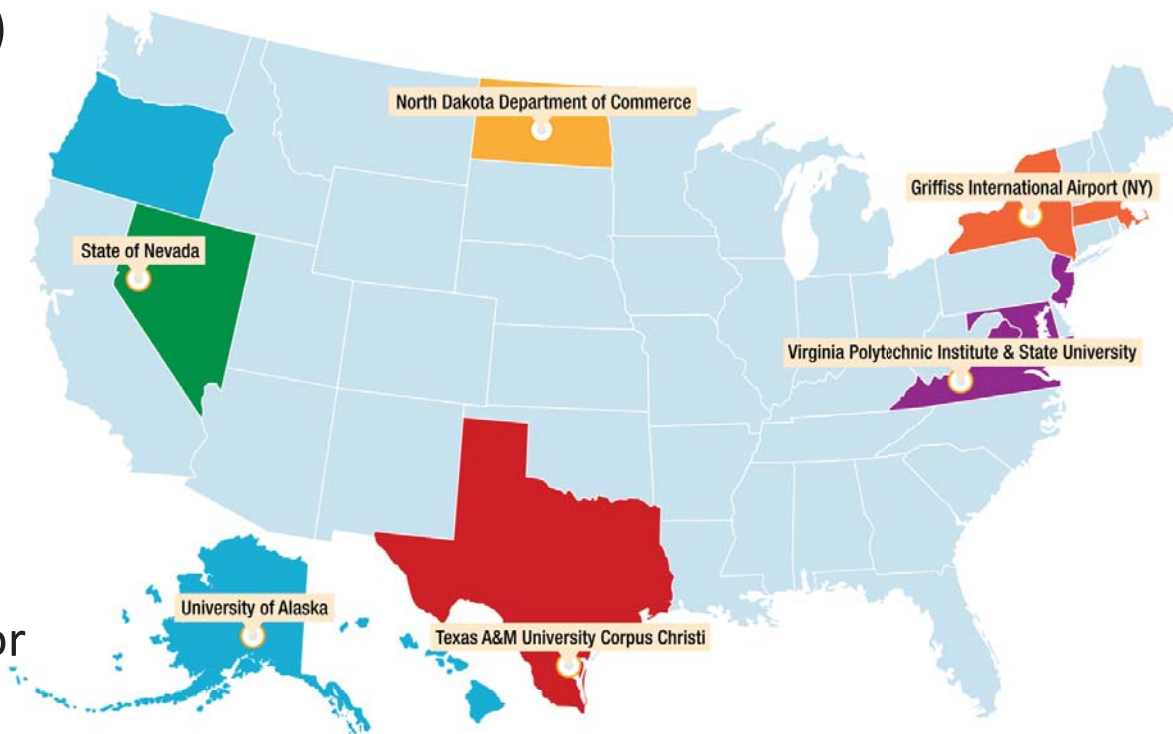 )
North Dakota Department of Commerce
Griffiss International Airport (NY)
State of Nevada
Virginia Polytechnic Institute & State University
University of Alaska
Texas A&M University Corpus Christi
or